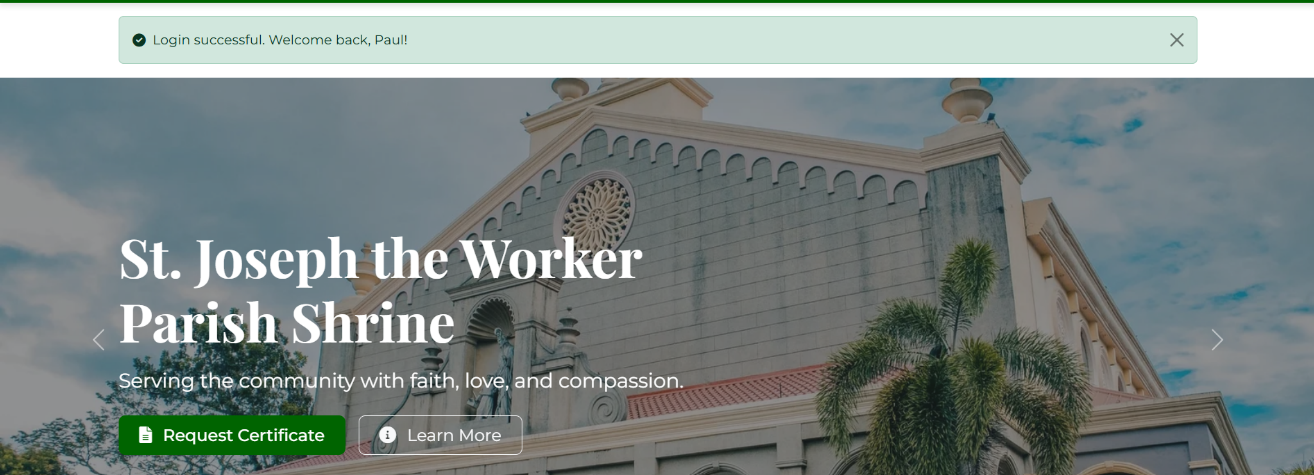 Login successful. Welcome back, Paul!
St. Joseph the Worker
Parish Shrine
Serving the community with faith, love, and compassion.
Request Certificate
Learn More